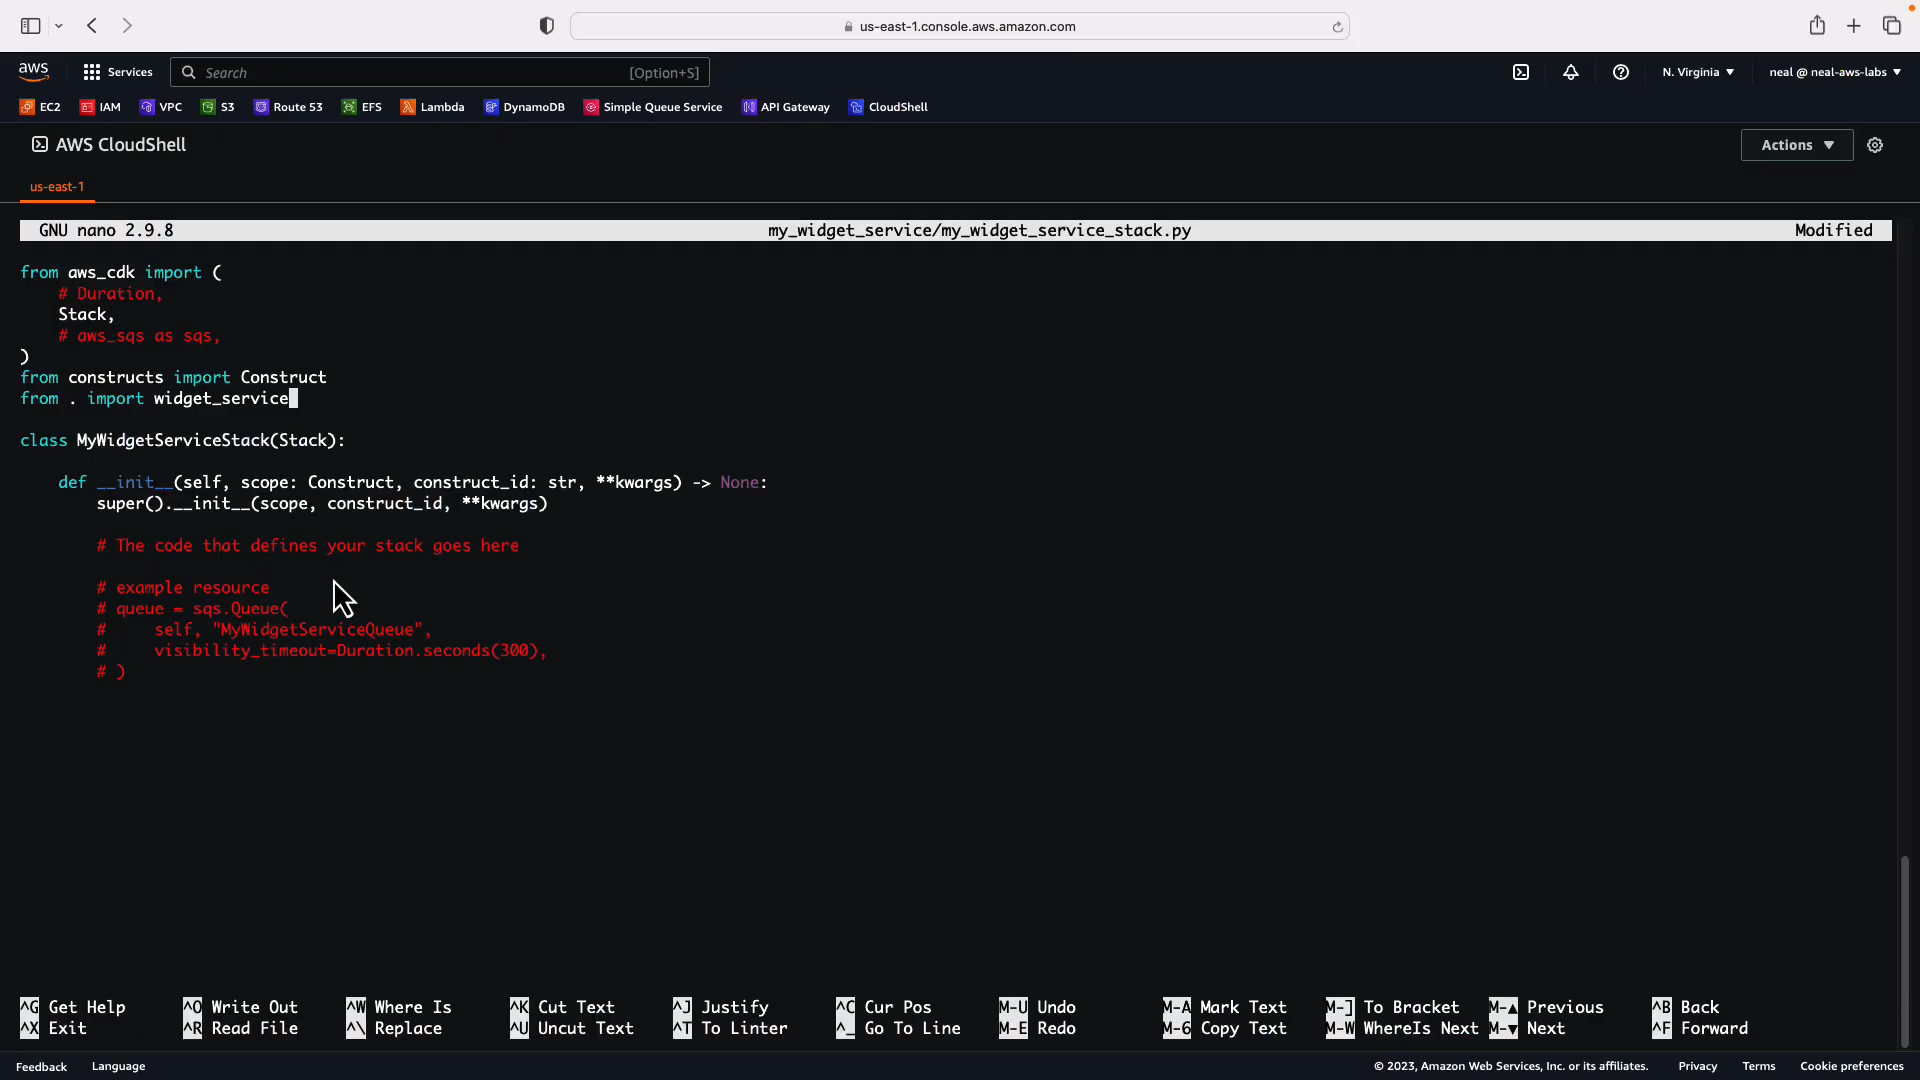 us-east-1.console.aws.amazon.com
aws Services Search [Option+S] N. Virginia ▼ neal @ neal-aws-labs ▼
EC2 IAM VPC S3 Route 53 EFS Lambda DynamoDB Simple Queue Service API Gateway CloudShell
AWS CloudShell Actions ▼
us-east-1
GNU nano 2.9.8 my_widget_service/my_widget_service_stack.py Modified
from aws_cdk import (
    # Duration,
    Stack,
    # aws_sqs as sqs,
)
from constructs import Construct
from . import widget_service
class MyWidgetServiceStack(Stack):
    def __init__(self, scope: Construct, construct_id: str, **kwargs) -> None:
        super().__init__(scope, construct_id, **kwargs)
        # The code that defines your stack goes here
        # example resource
        # queue = sqs.Queue(
        #     self, "MyWidgetServiceQueue",
        #     visibility_timeout=Duration.seconds(300),
        # )
^G Get Help ^O Write Out ^W Where Is ^K Cut Text ^J Justify ^C Cur Pos M-U Undo M-A Mark Text M-] To Bracket M-▲ Previous ^B Back
^X Exit ^R Read File ^\ Replace ^U Uncut Text ^T To Linter ^_ Go To Line M-E Redo M-6 Copy Text M-W WhereIs Next M-▼ Next ^F Forward
Feedback Language © 2023, Amazon Web Services, Inc. or its affiliates. Privacy Terms Cookie preferences